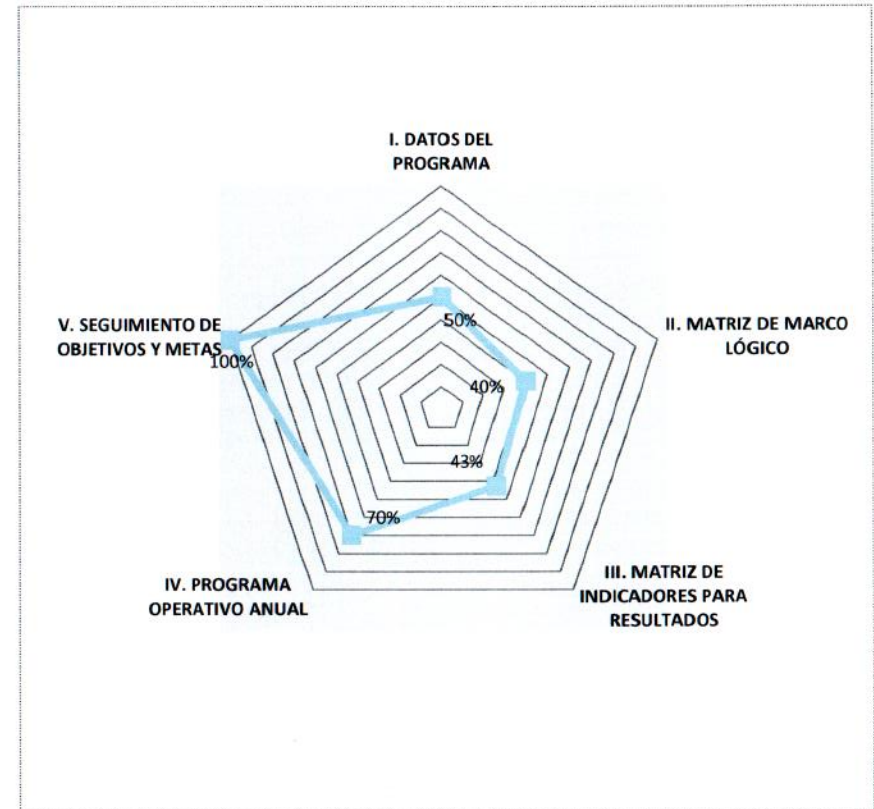 I. DATOS DEL
PROGRAMA
50%
II. MATRIZ DE MARCO
LÓGICO
40%
III. MATRIZ DE
INDICADORES PARA
RESULTADOS
43%
IV. PROGRAMA
OPERATIVO ANUAL
70%
V. SEGUIMIENTO DE
OBJETIVOS Y METAS
100%